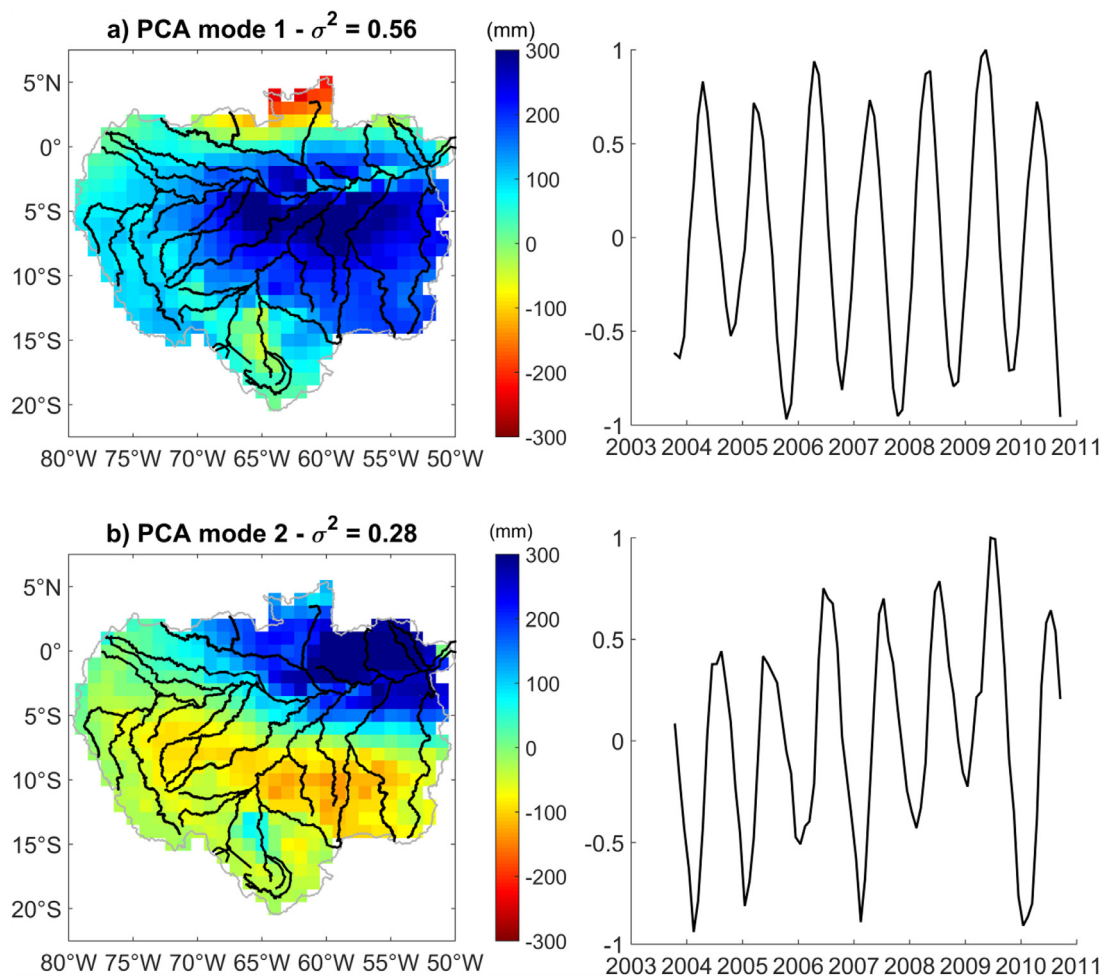 a) PCA mode 1 - σ² = 0.56
(mm)
5°N
0°
5°S
10°S
15°S
20°S
80°W 75°W 70°W 65°W 60°W 55°W 50°W
300
200
100
0
-100
-200
-300
1
0.5
0
-0.5
-1
2003 2004 2005 2006 2007 2008 2009 2010 2011
b) PCA mode 2 - σ² = 0.28
(mm)
5°N
0°
5°S
10°S
15°S
20°S
80°W 75°W 70°W 65°W 60°W 55°W 50°W
300
200
100
0
-100
-200
-300
1
0.5
0
-0.5
-1
2003 2004 2005 2006 2007 2008 2009 2010 2011